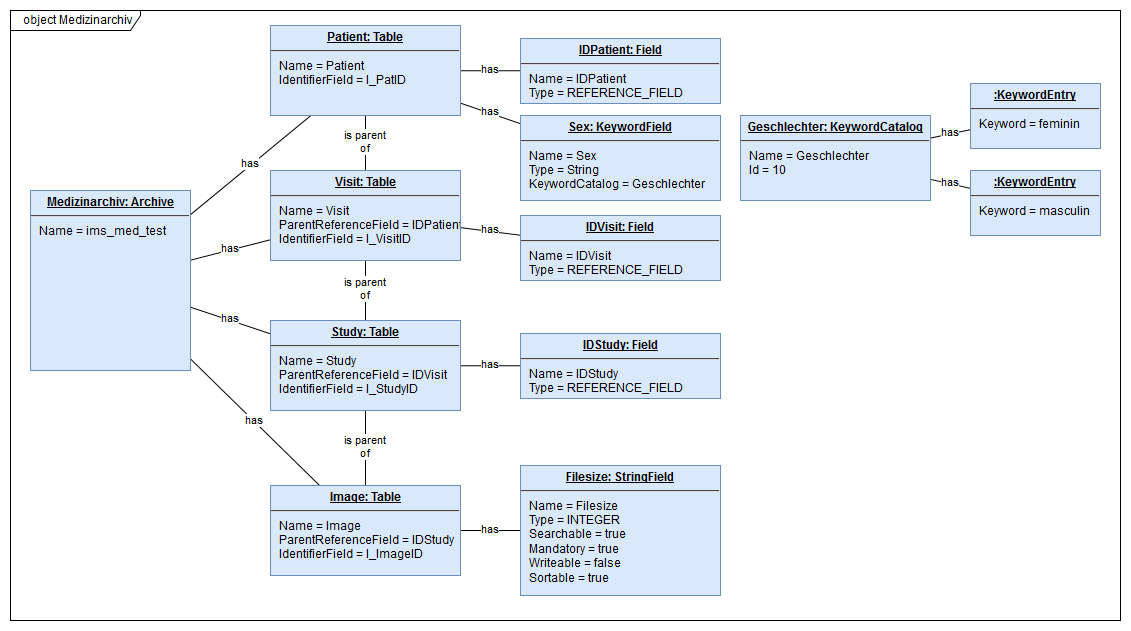 object Medizinarchiv
Patient: Table
Name = Patient
IdentifierField = I_PatID
has
IDPatient: Field
Name = IDPatient
Type = REFERENCE_FIELD
has
Sex: KeywordField
Name = Sex
Type = String
KeywordCatalog = Geschlechter
Geschlechter: KeywordCatalog
Name = Geschlechter
Id = 10
has
:KeywordEntry
Keyword = feminin
has
:KeywordEntry
Keyword = masculin
is parent
of
has
Medizinarchiv: Archive
Name = ims_med_test
Visit: Table
Name = Visit
ParentReferenceField = IDPatient
IdentifierField = I_VisitID
has
has
IDVisit: Field
Name = IDVisit
Type = REFERENCE_FIELD
is parent
of
has
Study: Table
Name = Study
ParentReferenceField = IDVisit
IdentifierField = I_StudyID
has
IDStudy: Field
Name = IDStudy
Type = REFERENCE_FIELD
is parent
of
has
Image: Table
Name = Image
ParentReferenceField = IDStudy
IdentifierField = I_ImageID
has
Filesize: StringField
Name = Filesize
Type = INTEGER
Searchable = true
Mandatory = true
Writeable = false
Sortable = true